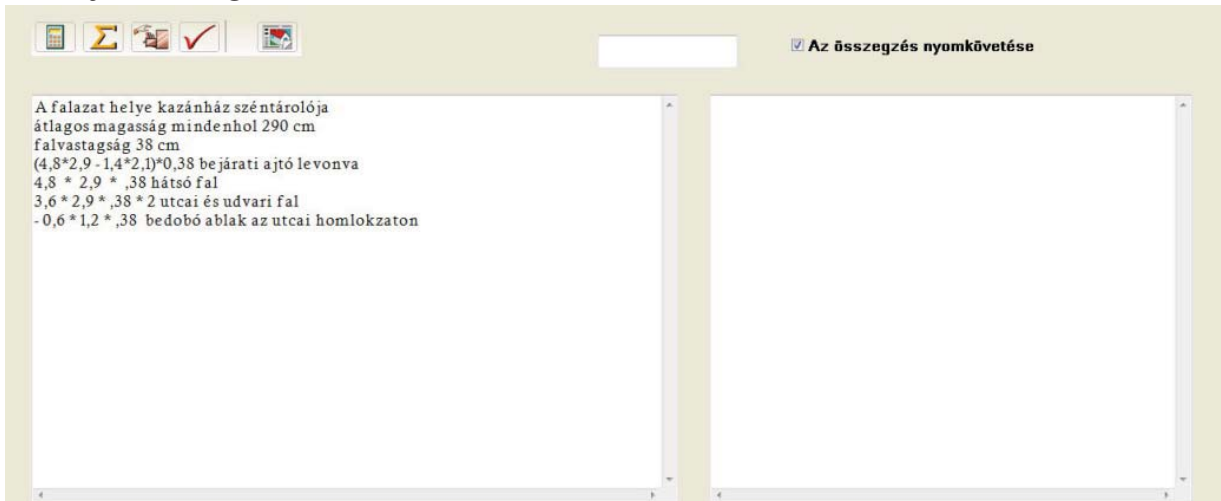 Az összegzés nyomkövetése
A falazat helye kazánház széntárolója
átlagos magasság mindenhol 290 cm
falvastagság 38 cm
(4,8*2,9 - 1,4*2,1)*0,38 bejárati ajtó levonva
4,8 * 2,9 * ,38 hátsó fal
3,6 * 2,9 * ,38 * 2 utcai és udvari fal
- 0,6 * 1,2 * ,38 bedobó ablak az utcai homlokzaton